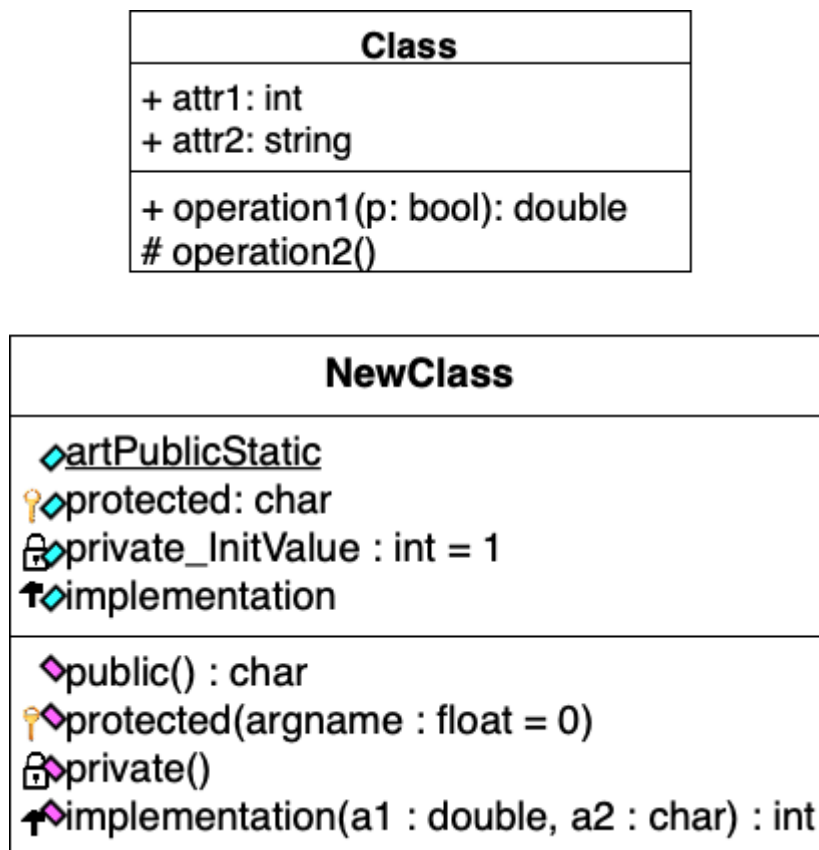 Class
+ attr1: int
+ attr2: string
+ operation1(p: bool): double
# operation2()
NewClass
artPublicStatic
protected: char
private_InitValue : int = 1
implementation
public() : char
protected(argname : float = 0)
private()
implementation(a1 : double, a2 : char) : int